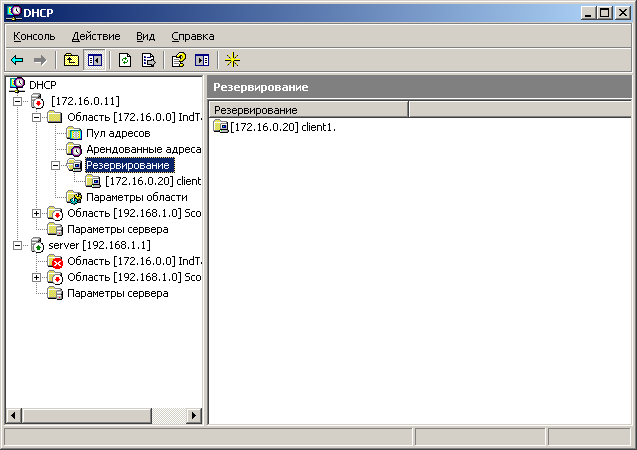 DHCP
Консоль Действие Вид Справка
DHCP
[172.16.0.11]
Область [172.16.0.0] IndTa
Пул адресов
Арендованные адреса
Резервирование
[172.16.0.20] client
Параметры области
Область [192.168.1.0] Sco
Параметры сервера
server [192.168.1.1]
Область [172.16.0.0] IndTa
Область [192.168.1.0] Sco
Параметры сервера
Резервирование
Резервирование
[172.16.0.20] client1.